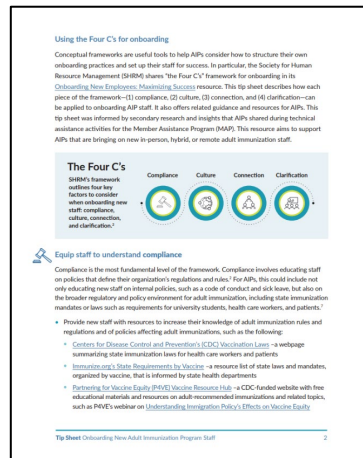 Using the Four C's for onboarding
Conceptual frameworks are useful tools to help AIPs consider how to structure their own
onboarding practices and set up their staff for success. In particular, the Society for Human
Resource Management (SHRM) shares "the Four C's" framework for onboarding in its
Onboarding New Employees: Maximizing Success resource. This tip sheet describes how each
piece of the framework—(1) compliance, (2) culture, (3) connection, and (4) clarification—can
be applied to onboarding AIP staff. It also offers related guidance and resources for AIPs. This
tip sheet was informed by secondary research and insights that AIPs shared during technical
assistance activities for the Member Assistance Program (MAP). This resource aims to support
AIPs that are bringing on new in-person, hybrid, or remote adult immunization staff.
The Four C's
SHRM's framework
outlines four key
factors to consider
when onboarding new
staff: compliance,
culture, connection,
and clarification.²
Compliance Culture Connection Clarification
Equip staff to understand compliance
Compliance is the most fundamental level of the framework. Compliance involves educating staff
on policies that define their organization's regulations and rules.² For AIPs, this could include not
only educating new staff on internal policies, such as a code of conduct and sick leave, but also on
the broader regulatory and policy environment for adult immunization, including state immunization
mandates or laws such as requirements for university students, health care workers, and patients.⁷
• Provide new staff with resources to increase their knowledge of adult immunization rules and
regulations and of policies affecting adult immunizations, such as the following:
• Centers for Disease Control and Prevention's (CDC) Vaccination Laws –a webpage
summarizing state immunization laws for health care workers and patients
• Immunize.org's State Requirements by Vaccine –a resource list of state laws and mandates,
organized by vaccine, that is informed by state health departments
• Partnering for Vaccine Equity (P4VE) Vaccine Resource Hub –a CDC-funded website with free
educational materials and resources on adult-recommended immunizations and related topics,
such as P4VE's webinar on Understanding Immigration Policy's Effects on Vaccine Equity
Tip Sheet Onboarding New Adult Immunization Program Staff 2